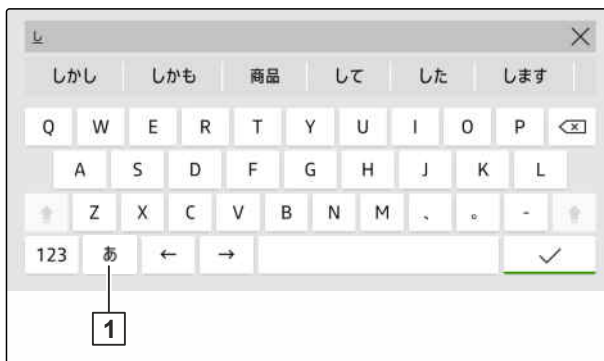 し
しかし しかも 商品 して した します
Q W E R T Y U I O P
A S D F G H J K L
Z X C V B N M 、 。 -
123 あ ← →
1